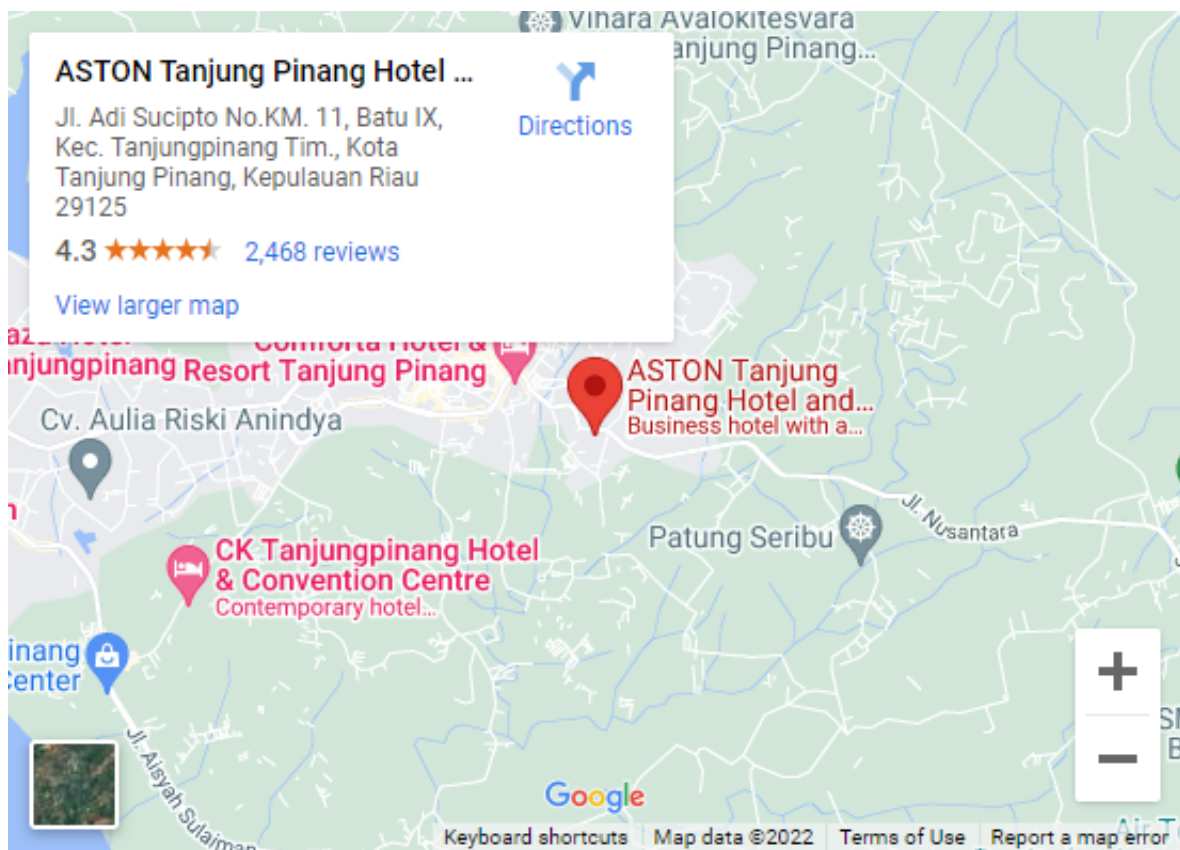 Vihara Avalokitesvara
Tanjung Pinang...
ASTON Tanjung Pinang Hotel ...
Jl. Adi Sucipto No.KM. 11, Batu IX,
Kec. Tanjungpinang Tim., Kota
Tanjung Pinang, Kepulauan Riau
29125
Directions
4.3
2,468 reviews
View larger map
Hotel &
Resort Tanjung Pinang
ASTON Tanjung
Pinang Hotel and...
Business hotel with a...
Cv. Aulia Riski Anindya
Jl. Nusantara
Patung Seribu
CK Tanjungpinang Hotel
& Convention Centre
Contemporary hotel...
inang
Center
Jl. Aisyah Sulaiman
+
−
Google
Keyboard shortcuts
Map data ©2022
Terms of Use
Report a map error